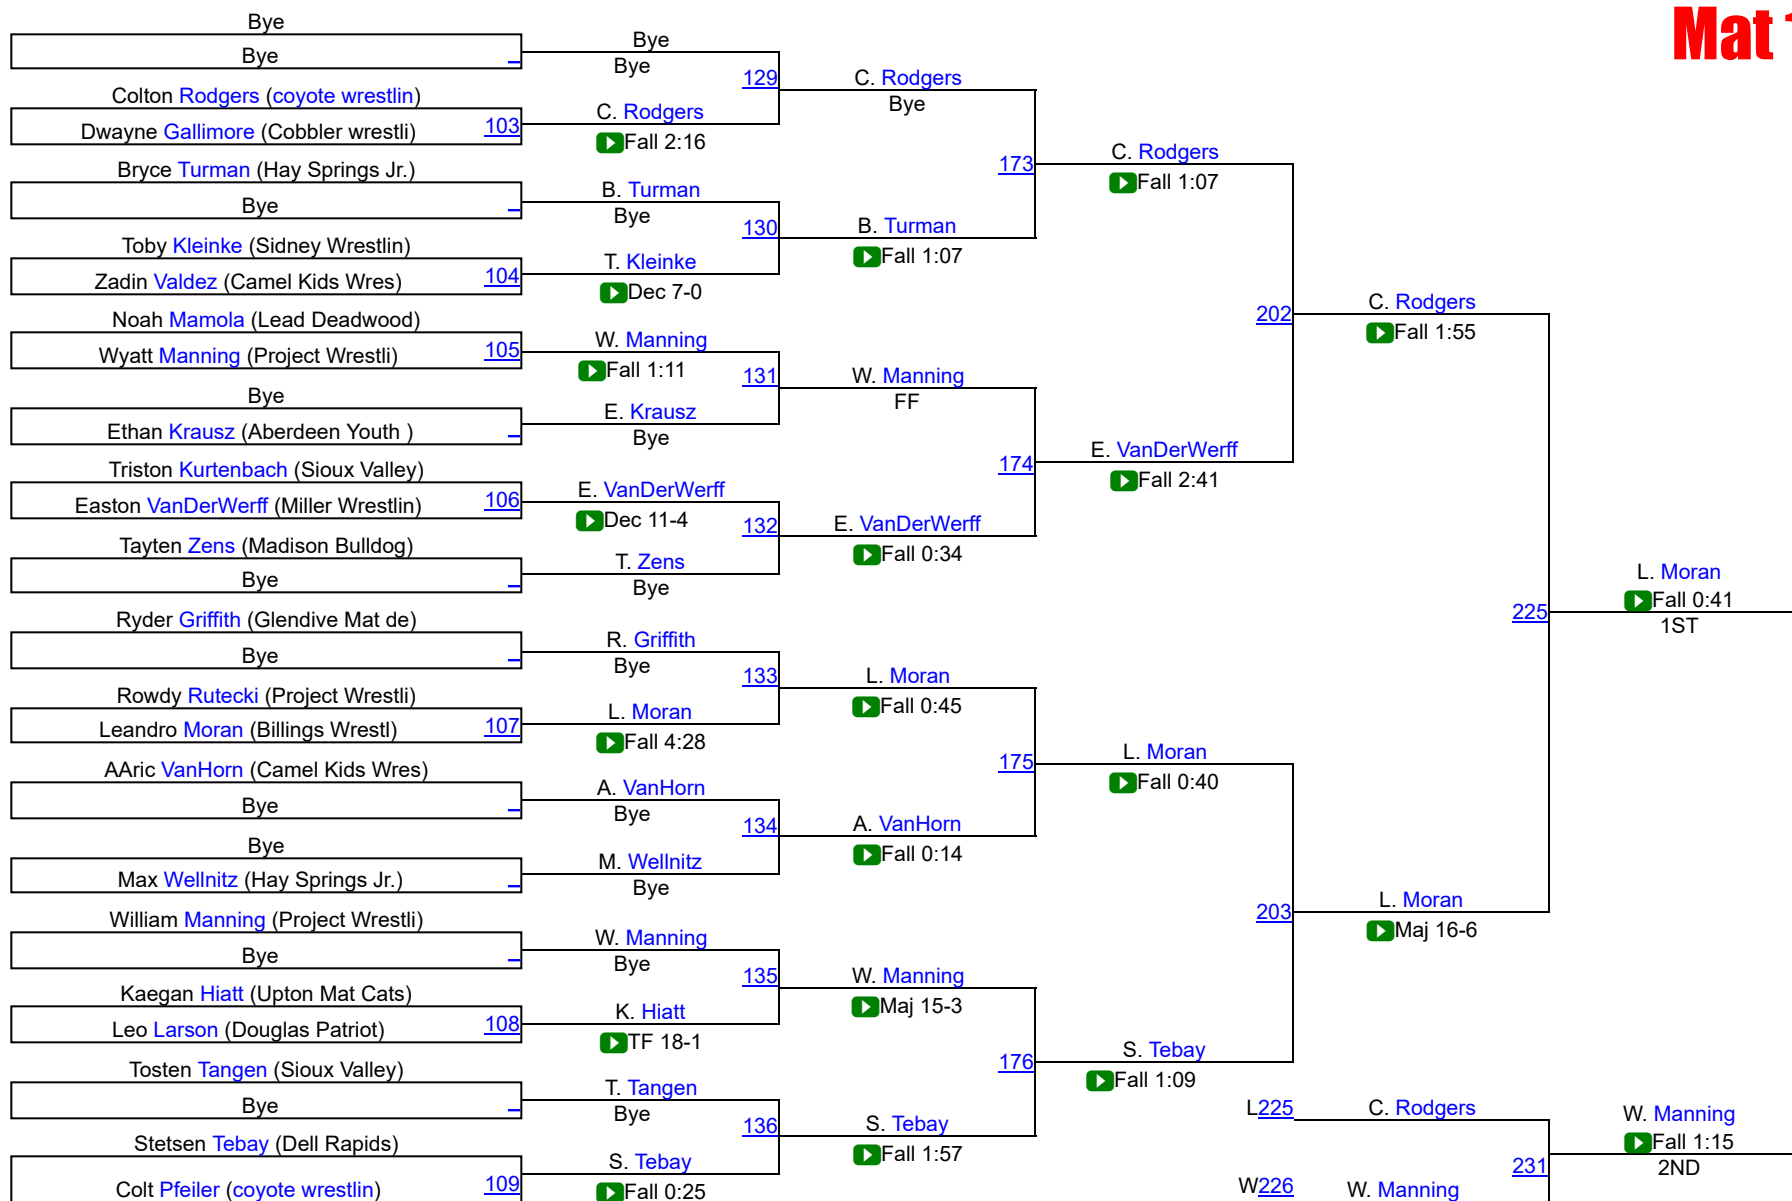 Mat
Bye
Bye
Colton Rodgers (coyote wrestlin)
Dwayne Gallimore (Cobbler wrestli)
103
Bryce Turman (Hay Springs Jr.)
Bye
Toby Kleinke (Sidney Wrestlin)
Zadin Valdez (Camel Kids Wres)
104
Noah Mamola (Lead Deadwood)
Wyatt Manning (Project Wrestli)
105
Bye
Ethan Krausz (Aberdeen Youth )
Triston Kurtenbach (Sioux Valley)
Easton VanDerWerff (Miller Wrestlin)
106
Tayten Zens (Madison Bulldog)
Bye
Ryder Griffith (Glendive Mat de)
Bye
Rowdy Rutecki (Project Wrestli)
Leandro Moran (Billings Wrestl)
107
AAric VanHorn (Camel Kids Wres)
Bye
Bye
Max Wellnitz (Hay Springs Jr.)
William Manning (Project Wrestli)
Bye
Kaegan Hiatt (Upton Mat Cats)
Leo Larson (Douglas Patriot)
108
Tosten Tangen (Sioux Valley)
Bye
Stetsen Tebay (Dell Rapids)
Colt Pfeiler (coyote wrestlin)
109
Bye
Bye
129
C. Rodgers
Fall 2:16
B. Turman
Bye
130
T. Kleinke
Dec 7-0
W. Manning
Fall 1:11
131
E. Krausz
Bye
E. VanDerWerff
Dec 11-4
132
T. Zens
Bye
R. Griffith
Bye
133
L. Moran
Fall 4:28
A. VanHorn
Bye
134
M. Wellnitz
Bye
W. Manning
Bye
135
K. Hiatt
TF 18-1
T. Tangen
Bye
136
S. Tebay
Fall 0:25
C. Rodgers
Bye
173
B. Turman
Fall 1:07
W. Manning
FF
174
E. VanDerWerff
Fall 0:34
L. Moran
Fall 0:45
175
A. VanHorn
Fall 0:14
W. Manning
Maj 15-3
176
S. Tebay
Fall 1:57
C. Rodgers
Fall 1:07
202
E. VanDerWerff
Fall 2:41
L. Moran
Fall 0:40
203
S. Tebay
Fall 1:09
C. Rodgers
Fall 1:55
225
L. Moran
Maj 16-6
L. Moran
Fall 0:41
1ST
L225
C. Rodgers
231
W226
W. Manning
W. Manning
Fall 1:15
2ND